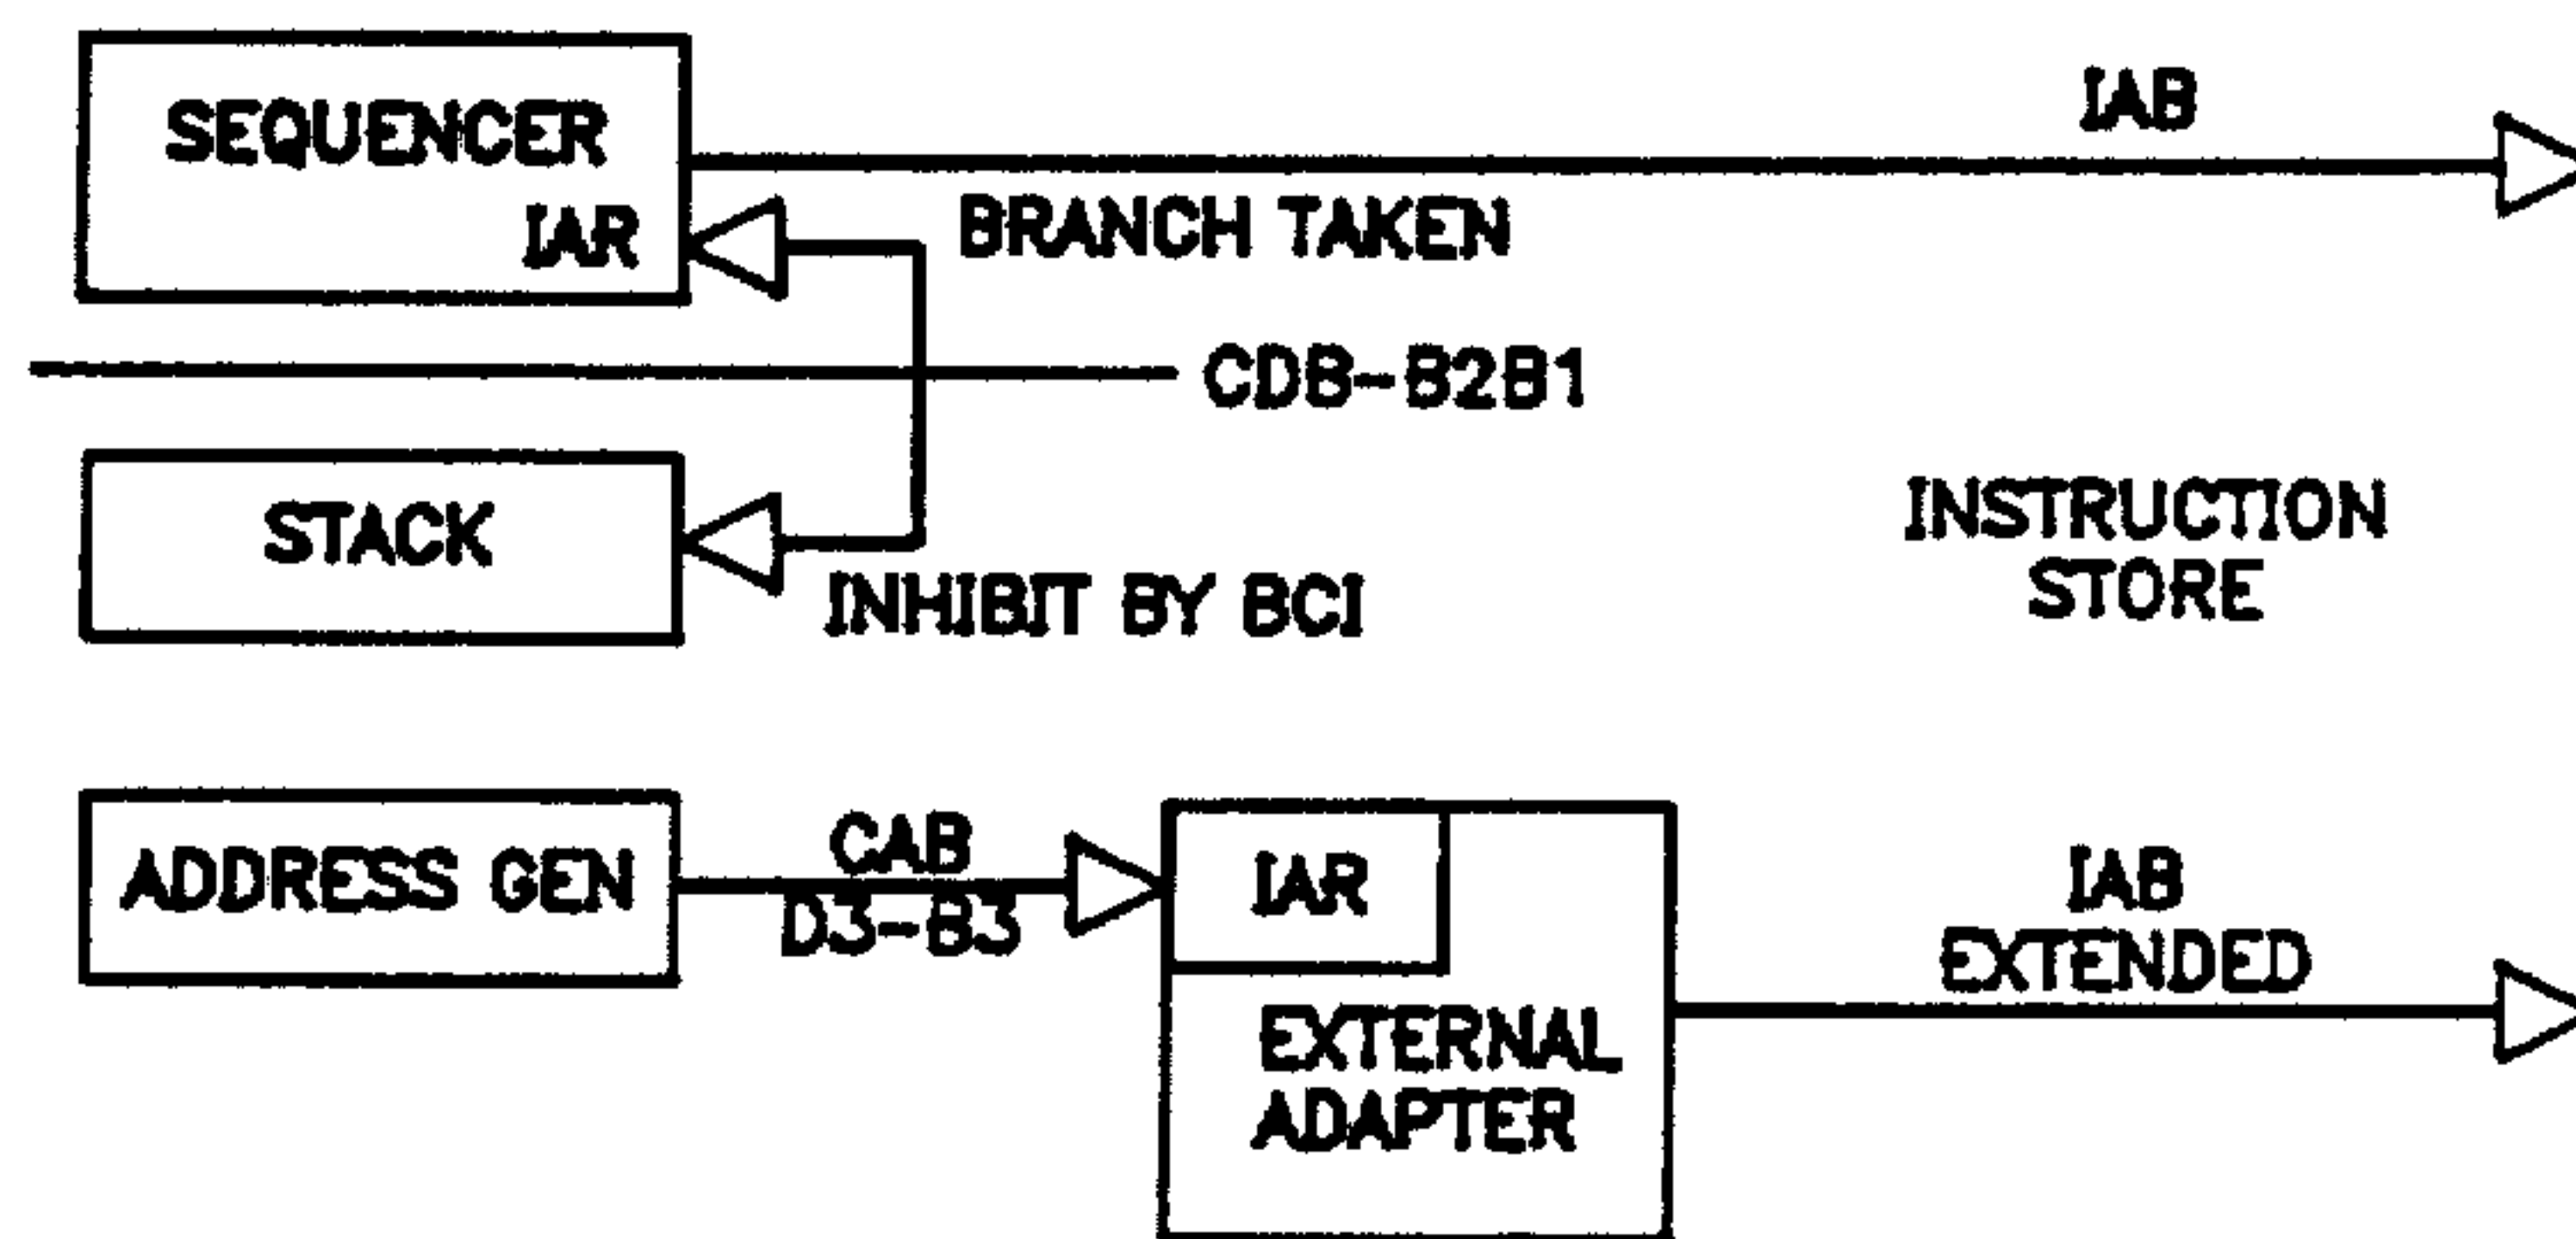 SEQUENCER
IAR
IAB
BRANCH TAKEN
CDB-B2B1
STACK
INHIBIT BY BCI
INSTRUCTION
STORE
ADDRESS GEN
CAB
D3-B3
IAR
EXTERNAL
ADAPTER
IAB
EXTENDED